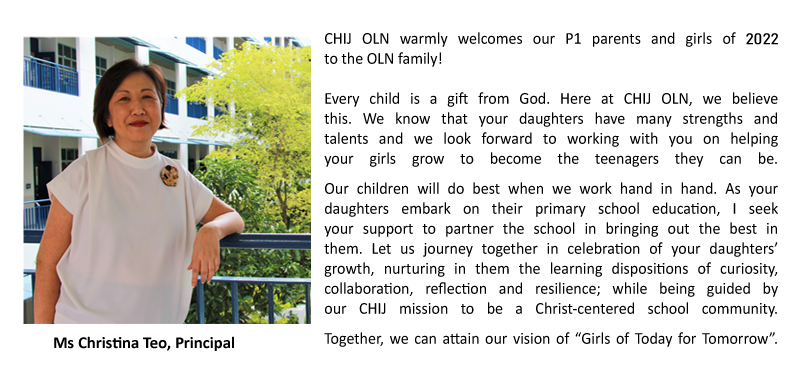 CHIJ OLN warmly welcomes our P1 parents and girls of 2022
to the OLN family!
Every child is a gift from God. Here at CHIJ OLN, we believe
this. We know that your daughters have many strengths and
talents and we look forward to working with you on helping
your girls grow to become the teenagers they can be.
Our children will do best when we work hand in hand. As your
daughters embark on their primary school education, I seek
your support to partner the school in bringing out the best in
them. Let us journey together in celebration of your daughters’
growth, nurturing in them the learning dispositions of curiosity,
collaboration, reflection and resilience; while being guided by
our CHIJ mission to be a Christ-centered school community.
Together, we can attain our vision of “Girls of Today for Tomorrow”.
Ms Christina Teo, Principal